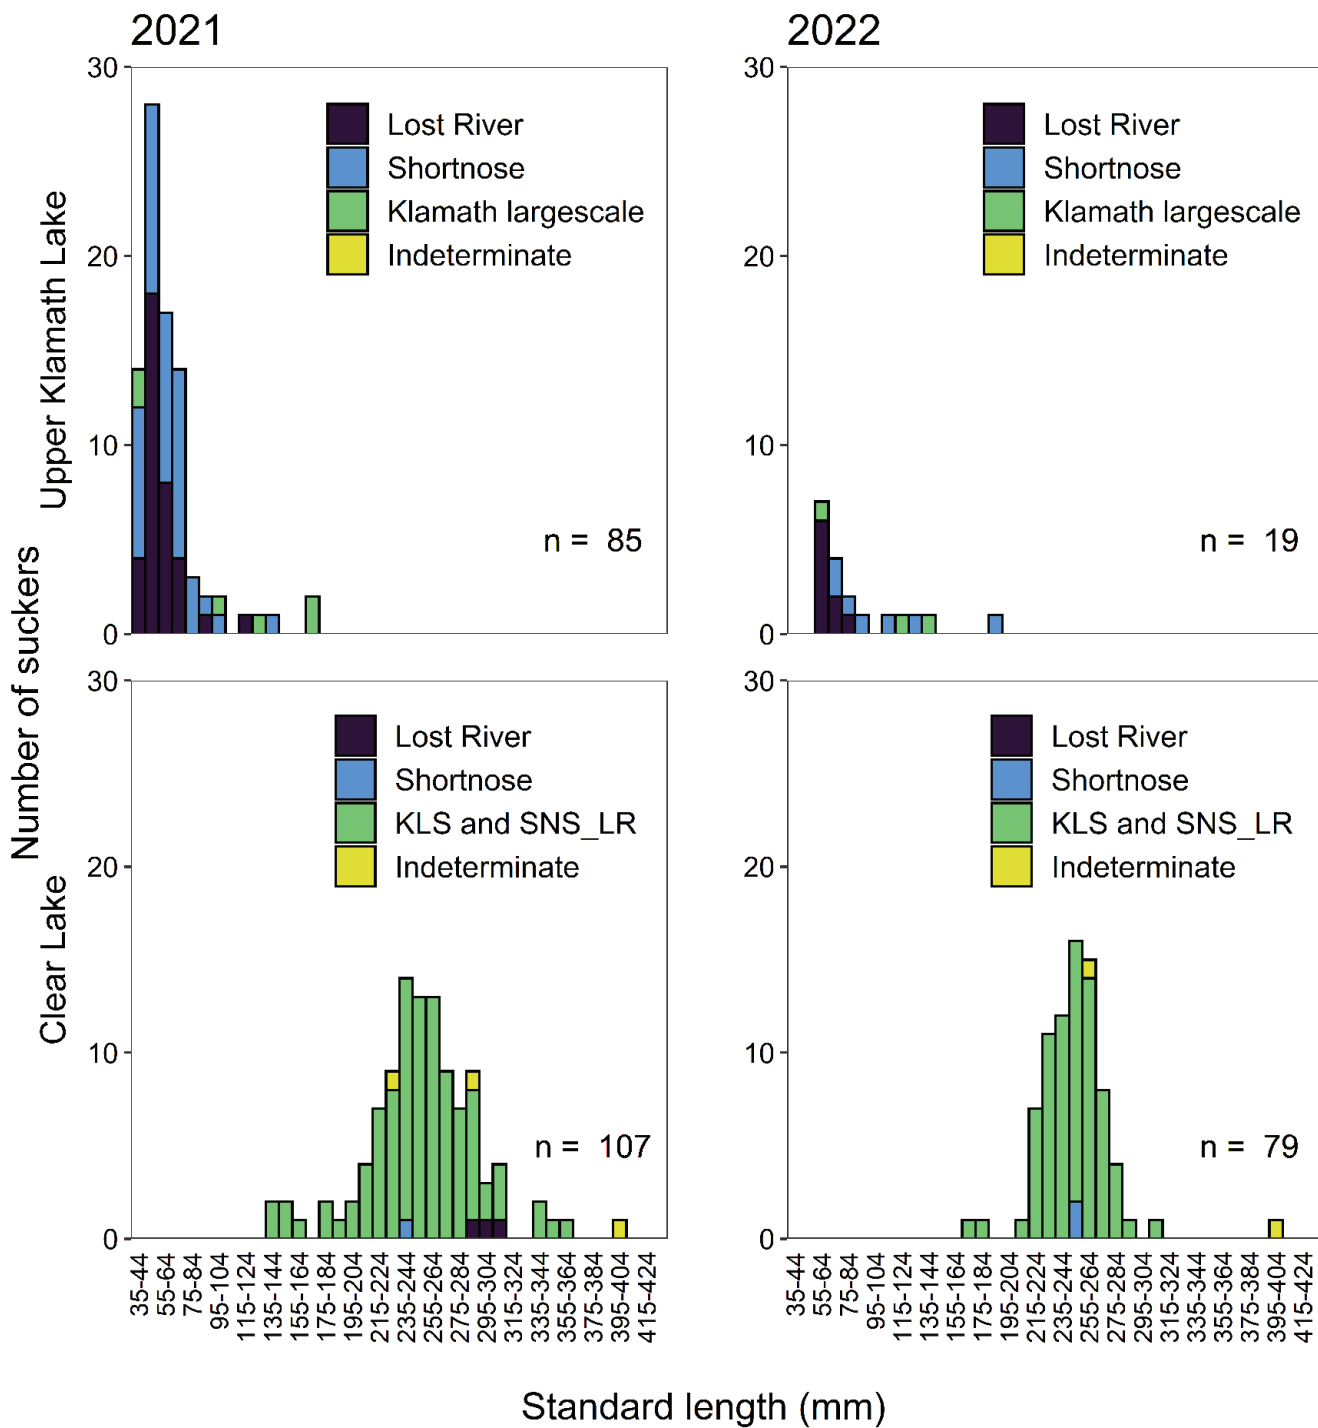 2021
2022
Number of suckers
Upper Klamath Lake
30
20
10
0
Lost River
Shortnose
Klamath largescale
Indeterminate
n = 85
30
20
10
0
Lost River
Shortnose
Klamath largescale
Indeterminate
n = 19
Clear Lake
30
20
10
0
Lost River
Shortnose
KLS and SNS_LR
Indeterminate
n = 107
30
20
10
0
Lost River
Shortnose
KLS and SNS_LR
Indeterminate
n = 79
35-44
55-64
75-84
95-104
115-124
135-144
155-164
175-184
195-204
215-224
235-244
255-264
275-284
295-304
315-324
335-344
355-364
375-384
395-404
415-424
35-44
55-64
75-84
95-104
115-124
135-144
155-164
175-184
195-204
215-224
235-244
255-264
275-284
295-304
315-324
335-344
355-364
375-384
395-404
415-424
Standard length (mm)